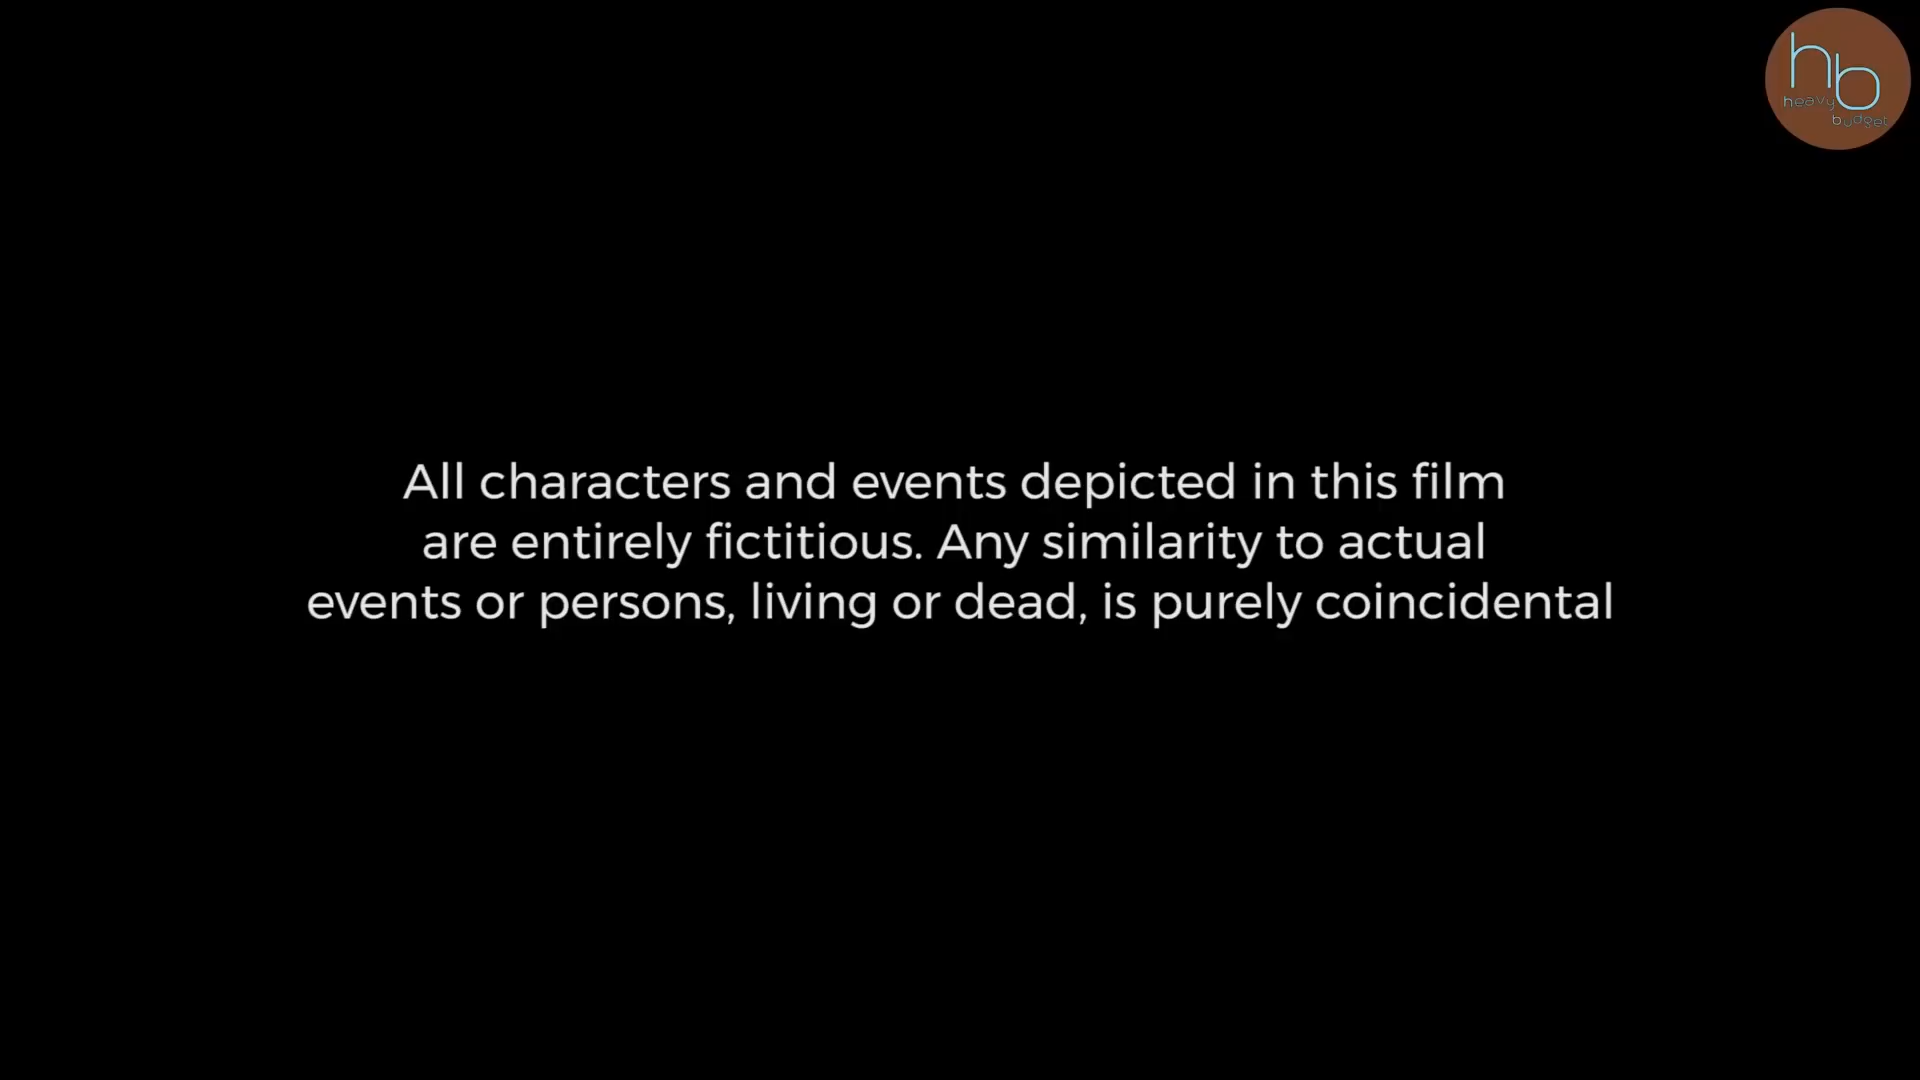 hb
heavy
budget
All characters and events depicted in this film
are entirely fictitious. Any similarity to actual
events or persons, living or dead, is purely coincidental